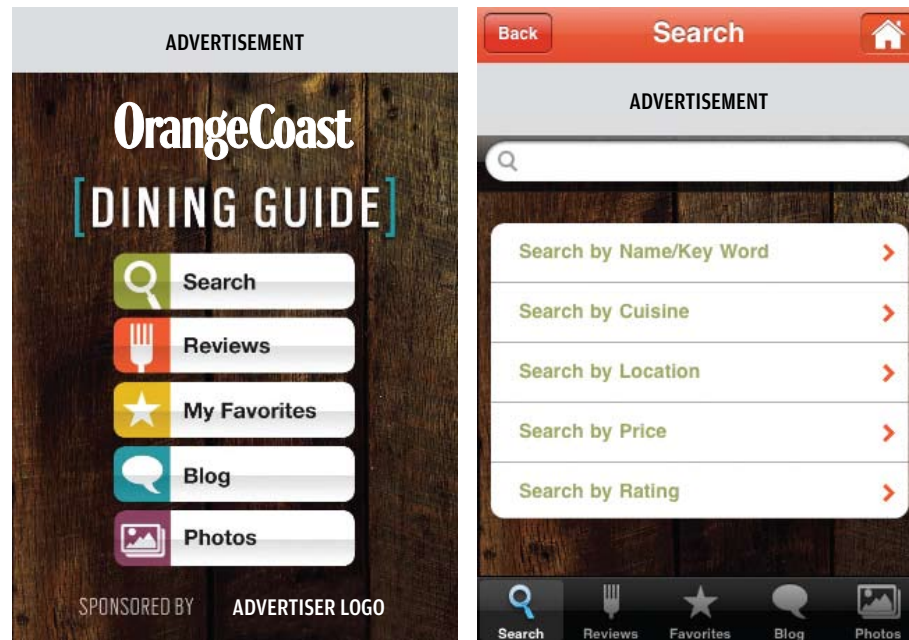 ADVERTISEMENT
OrangeCoast
[DINING GUIDE]
Search
Reviews
My Favorites
Blog
Photos
SPONSORED BY ADVERTISER LOGO
Back Search
ADVERTISEMENT
Search by Name/Key Word
Search by Cuisine
Search by Location
Search by Price
Search by Rating
Search Reviews Favorites Blog Photos